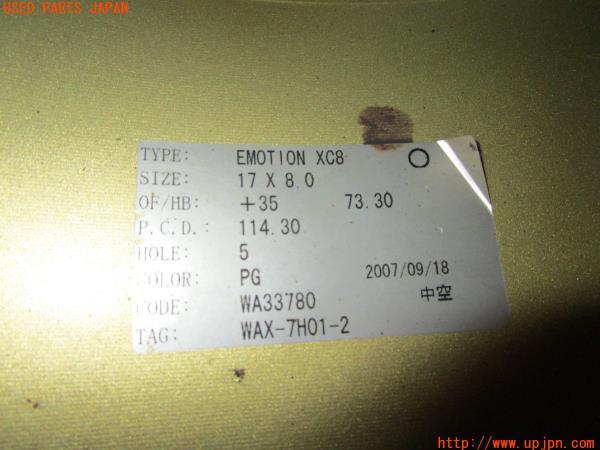 USED PARTS JAPAN
TYPE: EMOTION XC8 O
SIZE: 17 X 8.0
OF/HB: +35 73.30
P.C.D.: 114.30
HOLE: 5
COLOR: PG 2007/09/18
CODE: WA33780 中空
TAG: WAX-7H01-2
http://www.upjpn.com/